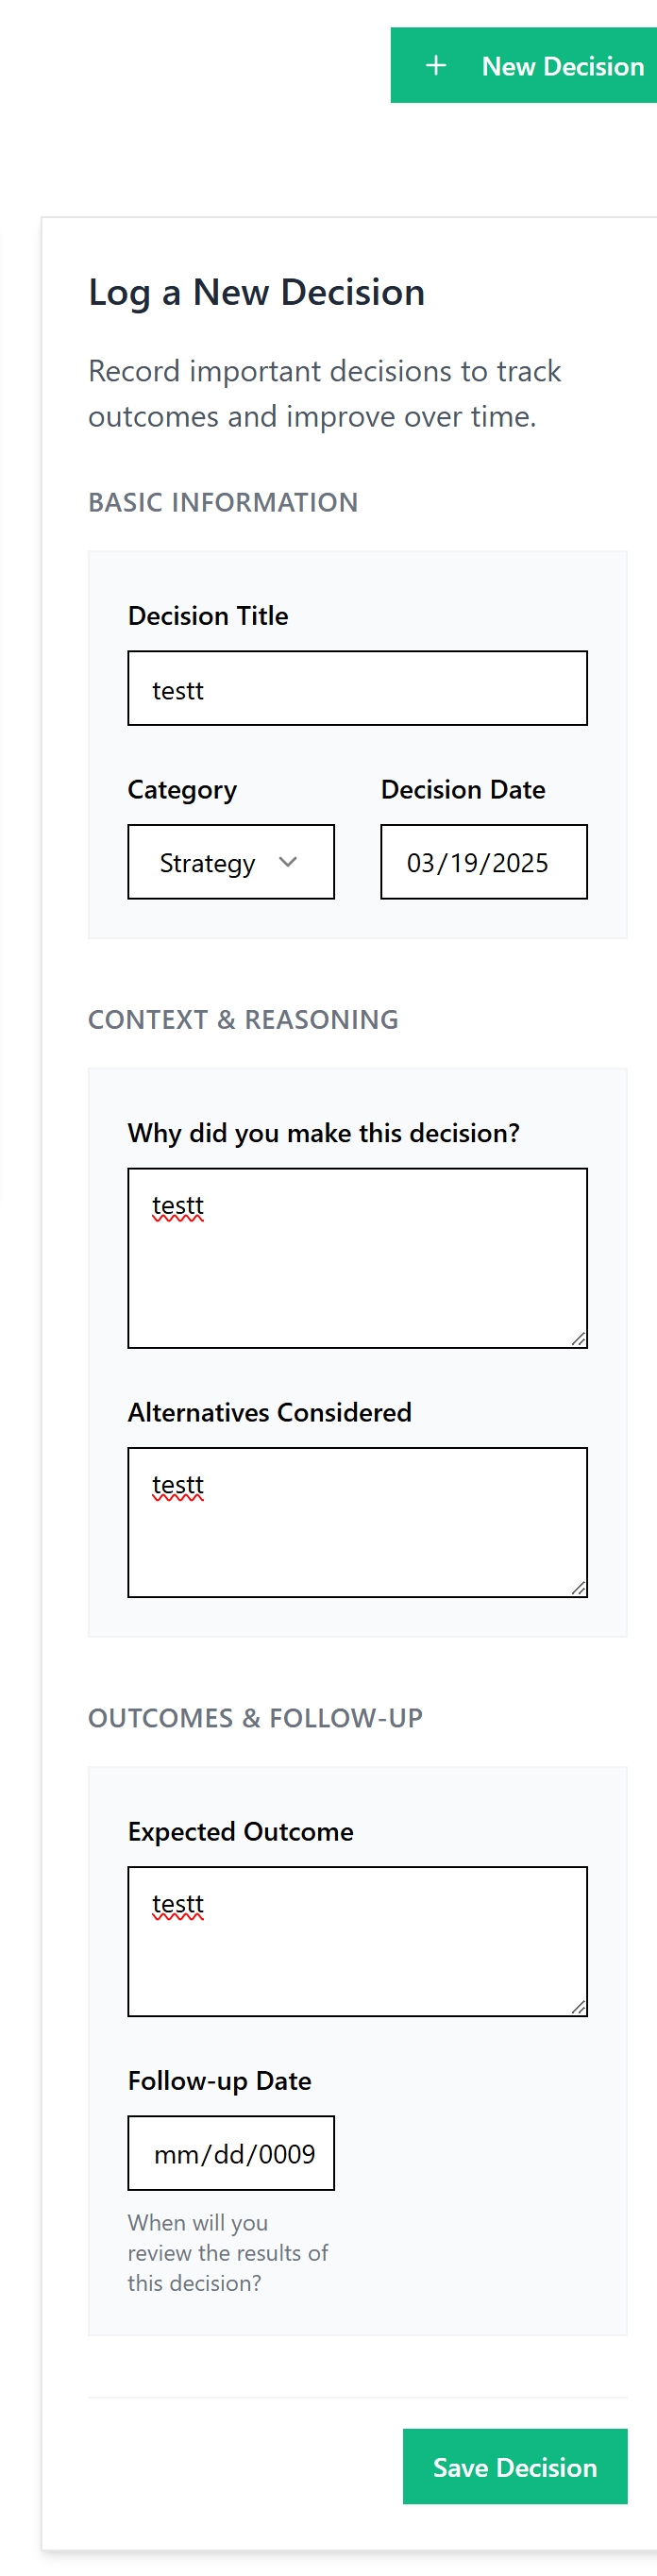 + New Decision
Log a New Decision
Record important decisions to track
outcomes and improve over time.
BASIC INFORMATION
Decision Title
testt
Category Decision Date
Strategy 03/19/2025
CONTEXT & REASONING
Why did you make this decision?
testt
Alternatives Considered
testt
OUTCOMES & FOLLOW-UP
Expected Outcome
testt
Follow-up Date
mm/dd/0009
When will you
review the results of
this decision?
Save Decision